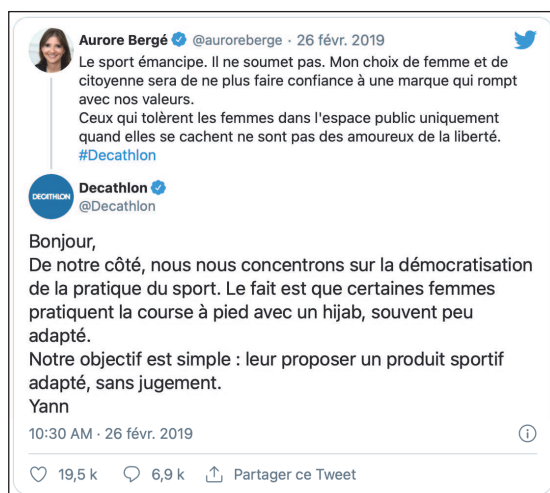 Aurore Bergé @auroreberge · 26 févr. 2019
Le sport émancipe. Il ne soumet pas. Mon choix de femme et de
citoyenne sera de ne plus faire confiance à une marque qui rompt
avec nos valeurs.
Ceux qui tolèrent les femmes dans l'espace public uniquement
quand elles se cachent ne sont pas des amoureux de la liberté.
#Decathlon
DECATHLON
Decathlon
@Decathlon
Bonjour,
De notre côté, nous nous concentrons sur la démocratisation
de la pratique du sport. Le fait est que certaines femmes
pratiquent la course à pied avec un hijab, souvent peu
adapté.
Notre objectif est simple : leur proposer un produit sportif
adapté, sans jugement.
Yann
10:30 AM · 26 févr. 2019
19,5 k 6,9 k Partager ce Tweet